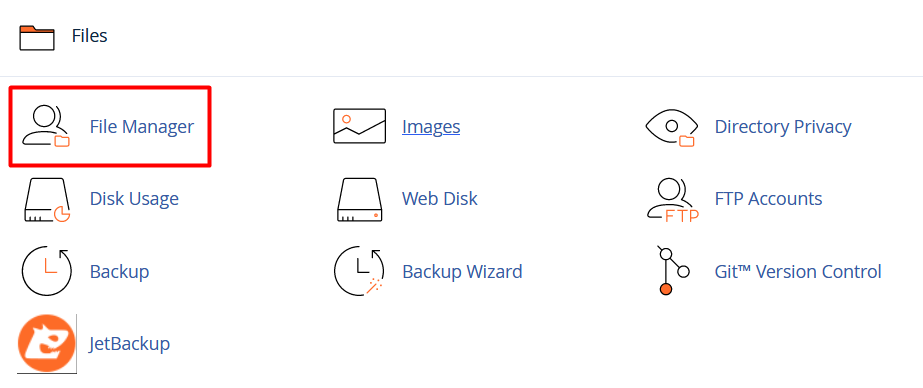 Files
File Manager
Images
Directory Privacy
Disk Usage
Web Disk
FTP Accounts
FTP
Backup
Backup Wizard
Git™ Version Control
JetBackup